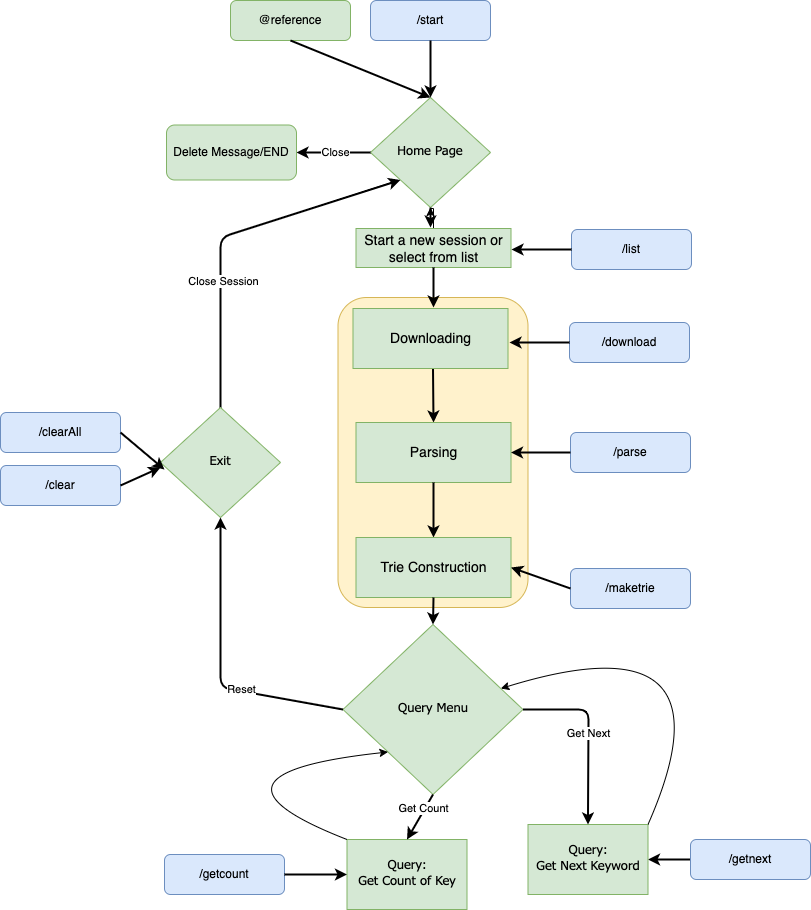 @reference
/start
Home Page
Close
Delete Message/END
Start a new session or
select from list
/list
Close Session
Downloading
/download
/clearAll
Exit
/clear
Parsing
/parse
Trie Construction
/maketrie
Reset
Query Menu
Get Next
Get Count
Query:
Get Next Keyword
/getnext
Query:
Get Count of Key
/getcount